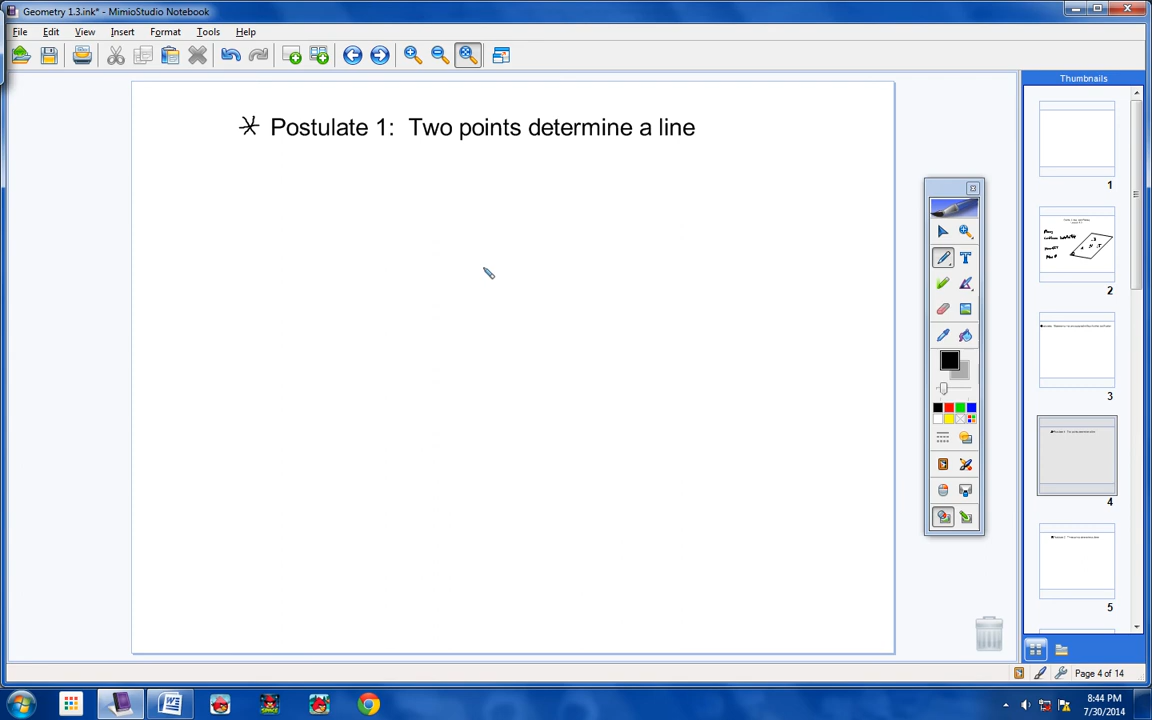 Geometry 1.3.ink* - MimioStudio Notebook
File Edit View Insert Format Tools Help
Postulate 1: Two points determine a line
Thumbnails
1
2
3
4
5
Page 4 of 14
8:44 PM
7/30/2014